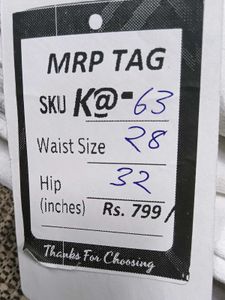 MRP TAG
SKU K@-63
Waist Size 28
Hip 32
(inches) Rs. 799/
Thanks For Choosing